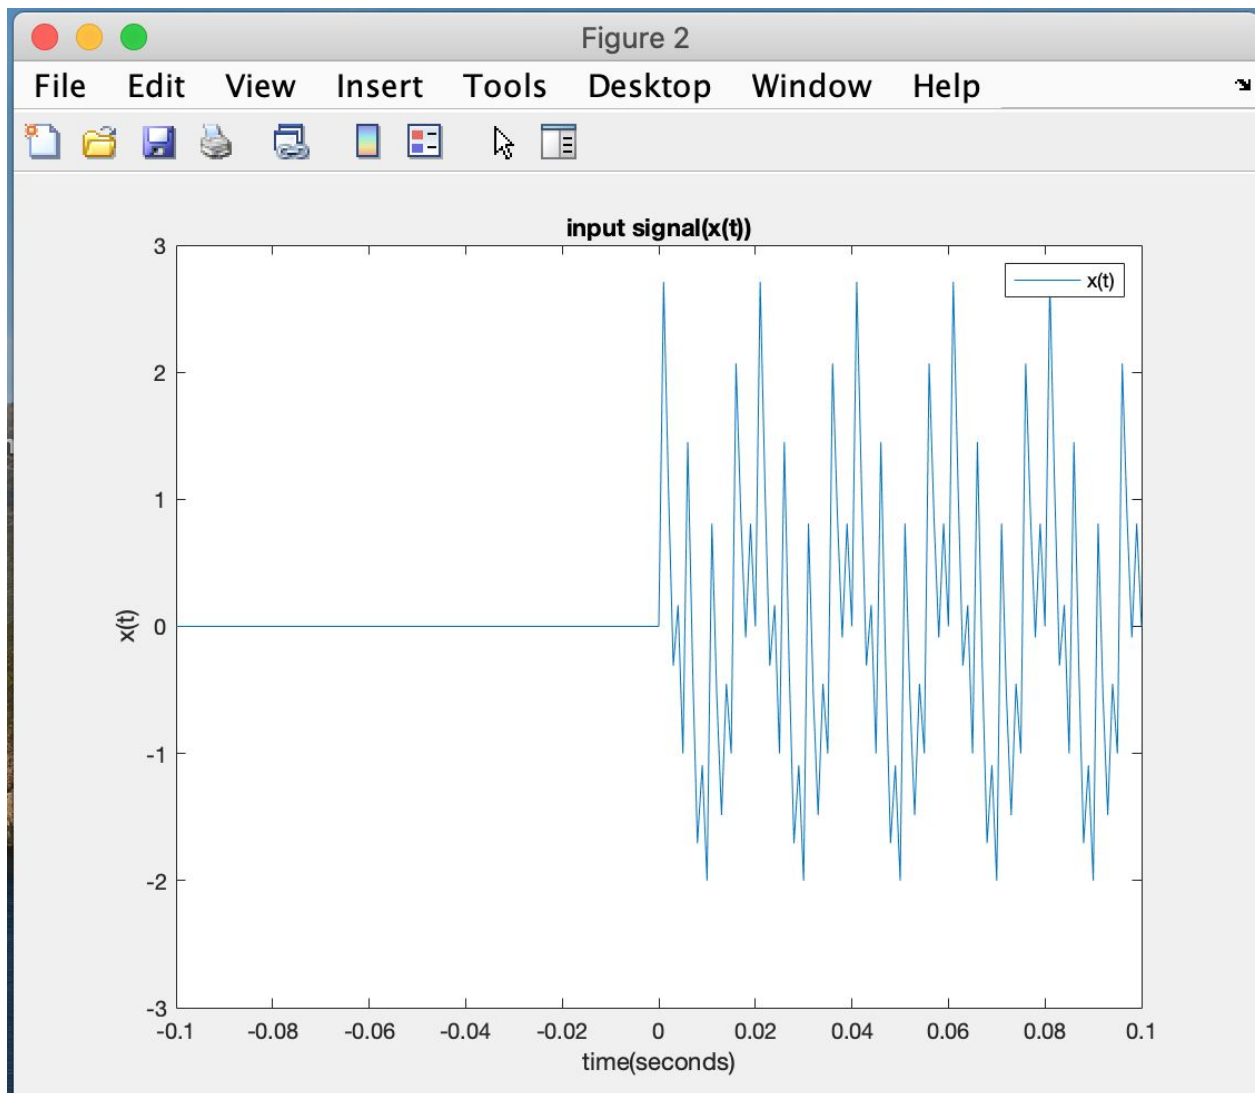 Figure 2
File Edit View Insert Tools Desktop Window Help
input signal(x(t))
x(t)
3
2
1
0
-1
-2
-3
x(t)
-0.1 -0.08 -0.06 -0.04 -0.02 0 0.02 0.04 0.06 0.08 0.1
time(seconds)